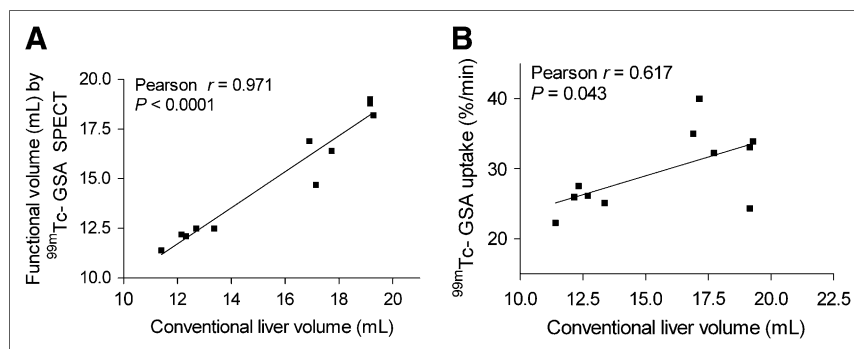 A
Functional volume (mL) by
99mTc- GSA SPECT
Pearson r = 0.971
P < 0.0001
20.0
17.5
15.0
12.5
10.0
10 12 14 16 18 20
Conventional liver volume (mL)
B
99mTc- GSA uptake (%/min)
Pearson r = 0.617
P = 0.043
40
30
20
10.0 12.5 15.0 17.5 20.0 22.5
Conventional liver volume (mL)